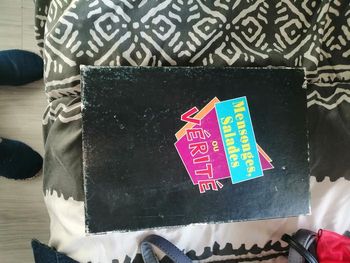 Mensonges,
Salades
OU
VÉRITÉ